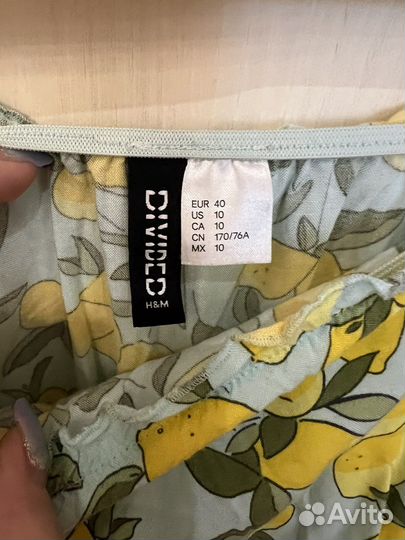 DIVIDED
H&M
EUR 40
US 10
CA 10
CN 170/76A
MX 10
Avito